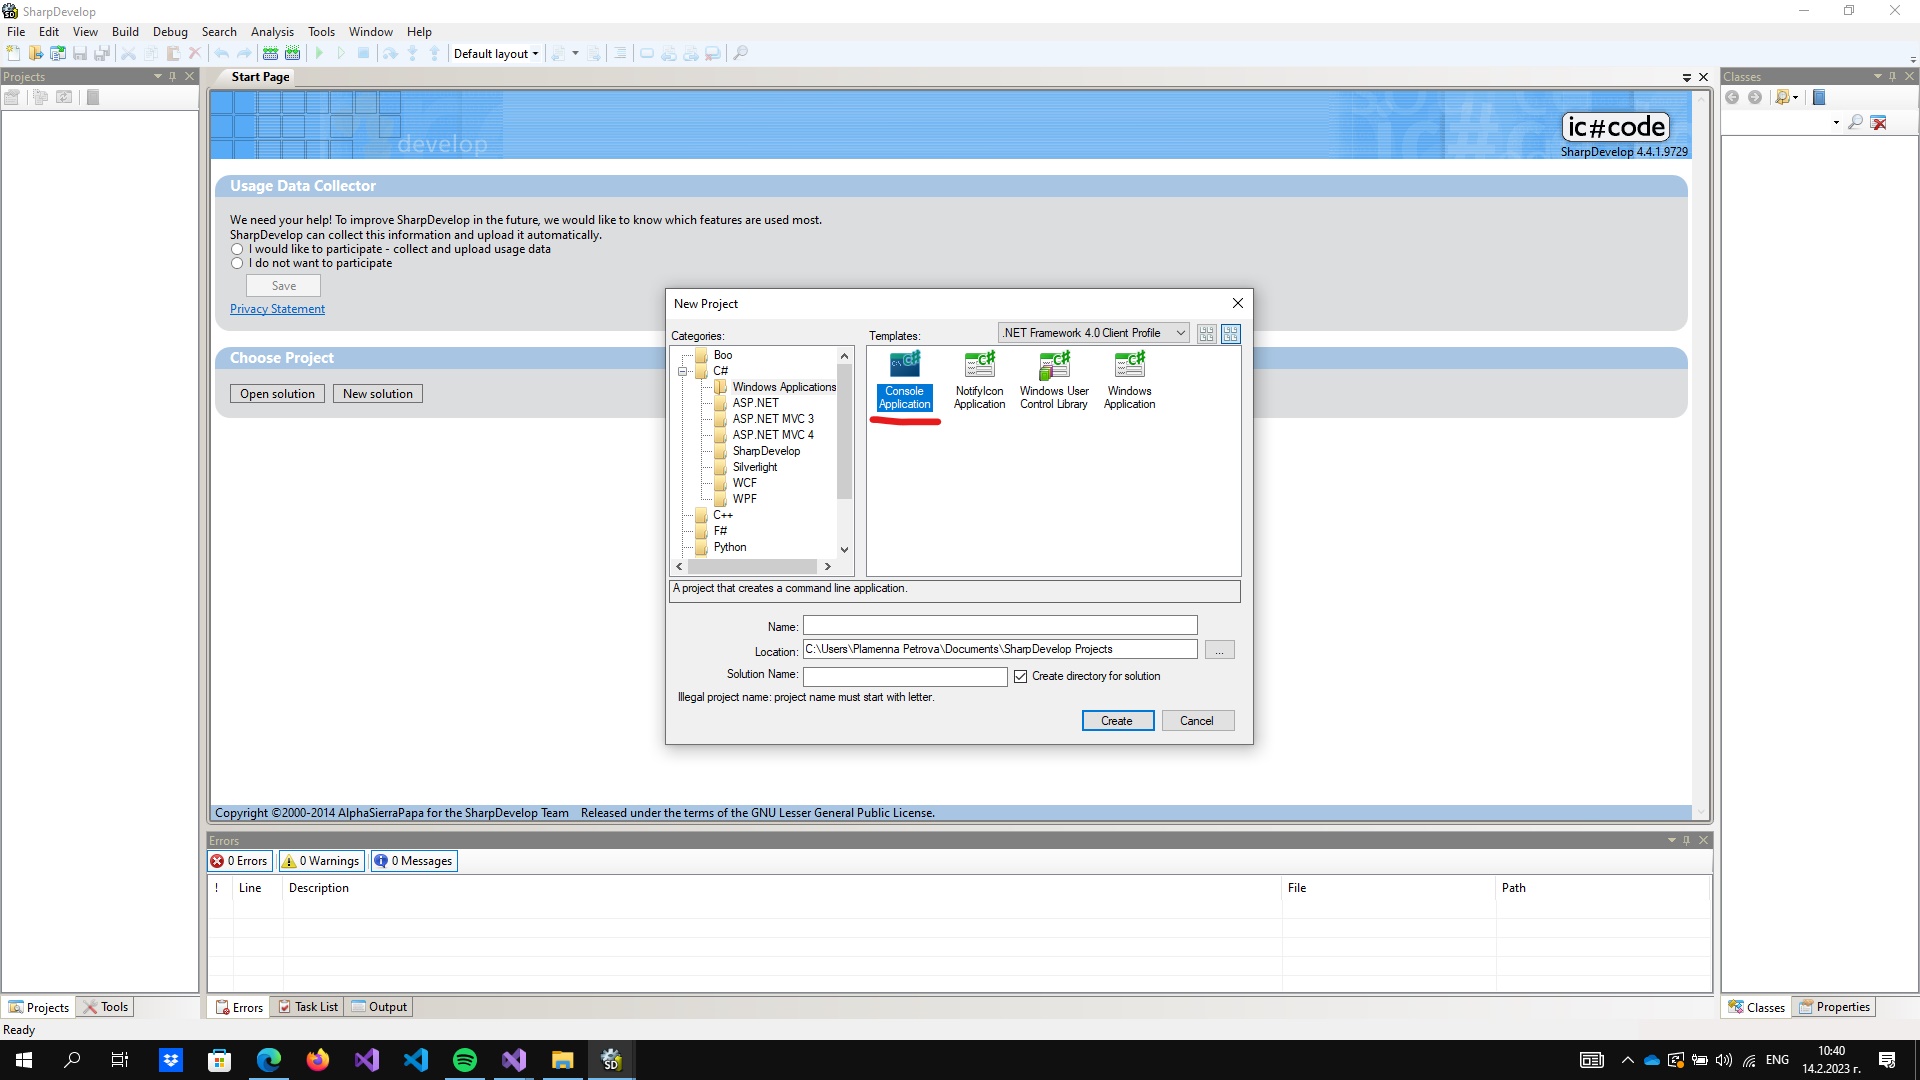 SharpDevelop
File Edit View Build Debug Search Analysis Tools Window Help
Default layout
Projects
Start Page
Classes
develop
ic#code
SharpDevelop 4.4.1.9729
Usage Data Collector
We need your help! To improve SharpDevelop in the future, we would like to know which features are used most.
SharpDevelop can collect this information and upload it automatically.
I would like to participate - collect and upload usage data
I do not want to participate
Save
Privacy Statement
Choose Project
Open solution New solution
New Project
Categories:
Boo
C#
Windows Applications
ASP.NET
ASP.NET MVC 3
ASP.NET MVC 4
SharpDevelop
Silverlight
WCF
WPF
C++
F#
Python
Templates:
.NET Framework 4.0 Client Profile
Console Application
NotifyIcon Application
Windows User Control Library
Windows Application
A project that creates a command line application.
Name:
Location: C:\Users\Plamenna Petrova\Documents\SharpDevelop Projects ...
Solution Name: Create directory for solution
Illegal project name: project name must start with letter.
Create Cancel
Copyright ©2000-2014 AlphaSierraPapa for the SharpDevelop Team Released under the terms of the GNU Lesser General Public License.
Errors
0 Errors 0 Warnings 0 Messages
! Line Description File Path
Projects Tools
Errors Task List Output
Classes Properties
Ready
SD
ENG
10:40
14.2.2023 г.